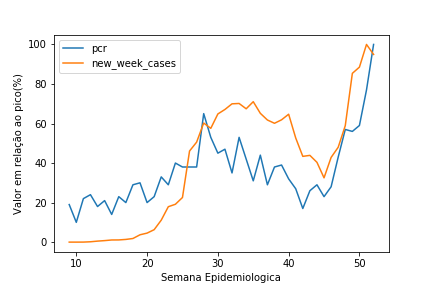 pcr
new_week_cases
Valor em relação ao pico(%)
100
80
60
40
20
0
10 20 30 40 50
Semana Epidemiologica